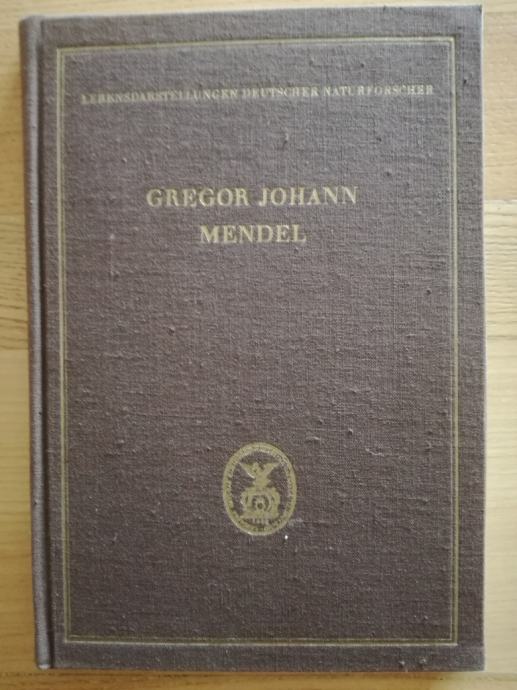 LEBENSDARSTELLUNGEN DEUTSCHER NATURFORSCHER
GREGOR JOHANN
MENDEL